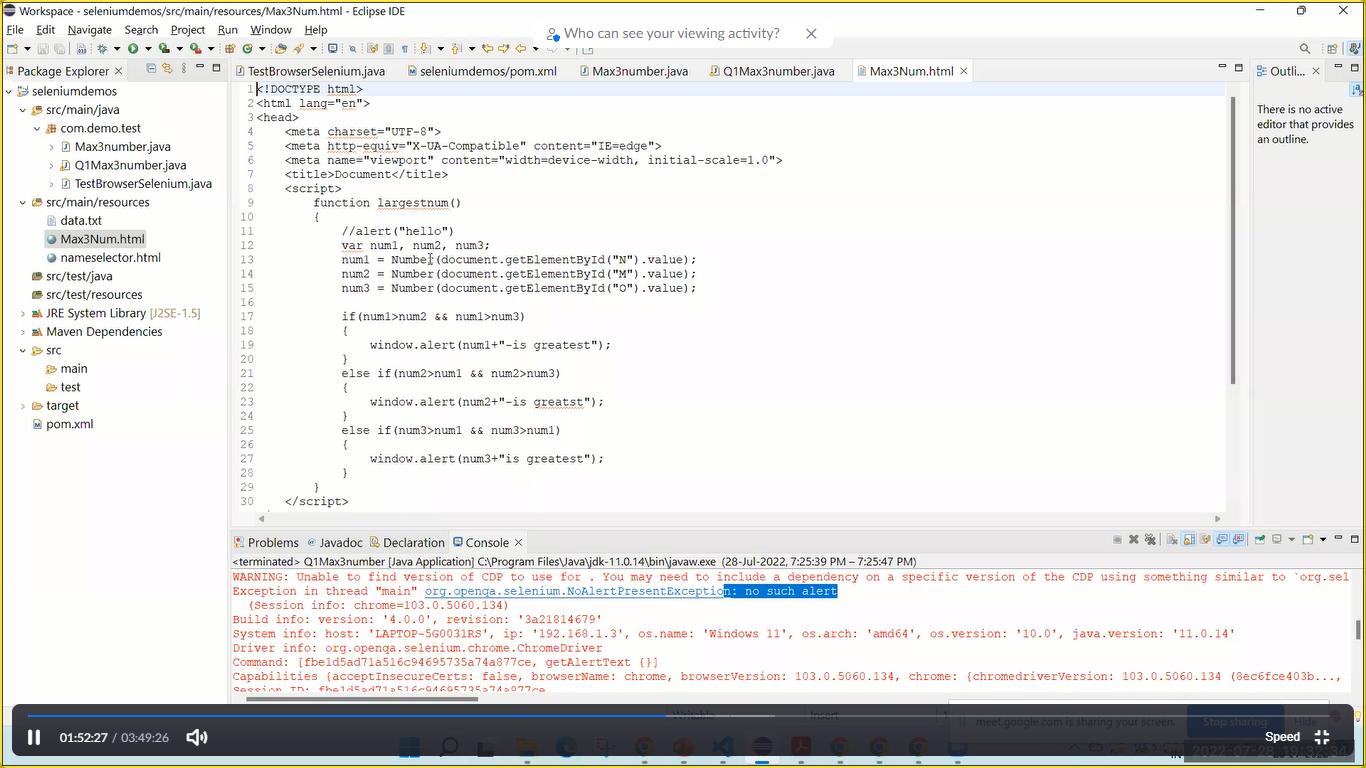 Workspace - seleniumdemos/src/main/resources/Max3Num.html - Eclipse IDE
File Edit Navigate Search Project Run Window Help
Who can see your viewing activity?
Package Explorer
TestBrowserSelenium.java seleniumdemos/pom.xml Max3number.java Q1Max3number.java Max3Num.html
Outli...
seleniumdemos
src/main/java
com.demo.test
Max3number.java
Q1Max3number.java
TestBrowserSelenium.java
src/main/resources
data.txt
Max3Num.html
nameselector.html
src/test/java
src/test/resources
JRE System Library [J2SE-1.5]
Maven Dependencies
src
main
test
target
pom.xml
1 <!DOCTYPE html>
2 <html lang="en">
3 <head>
4 <meta charset="UTF-8">
5 <meta http-equiv="X-UA-Compatible" content="IE=edge">
6 <meta name="viewport" content="width=device-width, initial-scale=1.0">
7 <title>Document</title>
8 <script>
9 function largestnum()
10 {
11 //alert("hello")
12 var num1, num2, num3;
13 num1 = Number(document.getElementById("N").value);
14 num2 = Number(document.getElementById("M").value);
15 num3 = Number(document.getElementById("O").value);
16
17 if(num1>num2 && num1>num3)
18 {
19 window.alert(num1+"-is greatest");
20 }
21 else if(num2>num1 && num2>num3)
22 {
23 window.alert(num2+"-is greatst");
24 }
25 else if(num3>num1 && num3>num1)
26 {
27 window.alert(num3+"is greatest");
28 }
29 }
30 </script>
There is no active
editor that provides
an outline.
Problems Javadoc Declaration Console
<terminated> Q1Max3number [Java Application] C:\Program Files\Java\jdk-11.0.14\bin\javaw.exe (28-Jul-2022, 7:25:39 PM – 7:25:47 PM)
WARNING: Unable to find version of CDP to use for . You may need to include a dependency on a specific version of the CDP using something similar to `org.sel
Exception in thread "main" org.openqa.selenium.NoAlertPresentException: no such alert
(Session info: chrome=103.0.5060.134)
Build info: version: '4.0.0', revision: '3a21814679'
System info: host: 'LAPTOP-5G0031RS', ip: '192.168.1.3', os.name: 'Windows 11', os.arch: 'amd64', os.version: '10.0', java.version: '11.0.14'
Driver info: org.openqa.selenium.chrome.ChromeDriver
Command: [fbe1d5ad71a516c94695735a74a877ce, getAlertText {}]
Capabilities {acceptInsecureCerts: false, browserName: chrome, browserVersion: 103.0.5060.134, chrome: {chromedriverVersion: 103.0.5060.134 (8ec6fce403b...,
Session ID: fbe1d5ad71a516c94695735a74a877ce
Writable Insert
meet.google.com is sharing your screen. Stop sharing Hide
01:52:27 / 03:49:26
Speed
2022-07-28 19:32:34